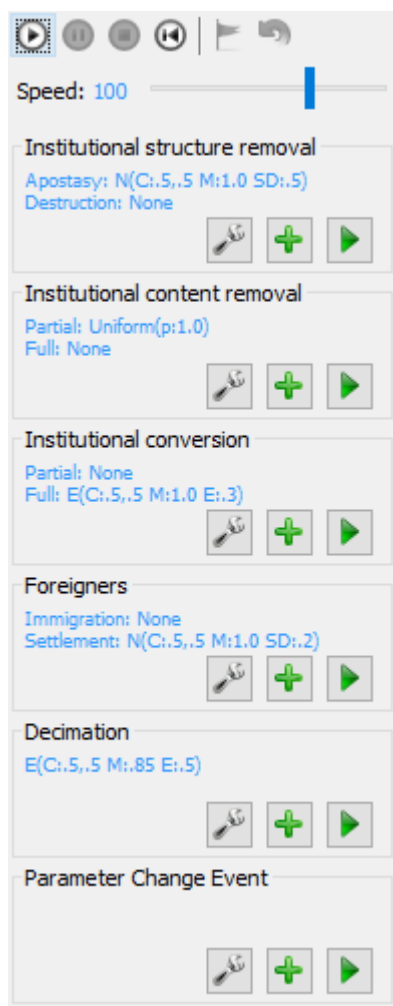 Speed: 100
Institutional structure removal
Apostasy: N(C:.5,.5 M:1.0 SD:.5)
Destruction: None
Institutional content removal
Partial: Uniform(p:1.0)
Full: None
Institutional conversion
Partial: None
Full: E(C:.5,.5 M:1.0 E:.3)
Foreigners
Immigration: None
Settlement: N(C:.5,.5 M:1.0 SD:.2)
Decimation
E(C:.5,.5 M:.85 E:.5)
Parameter Change Event